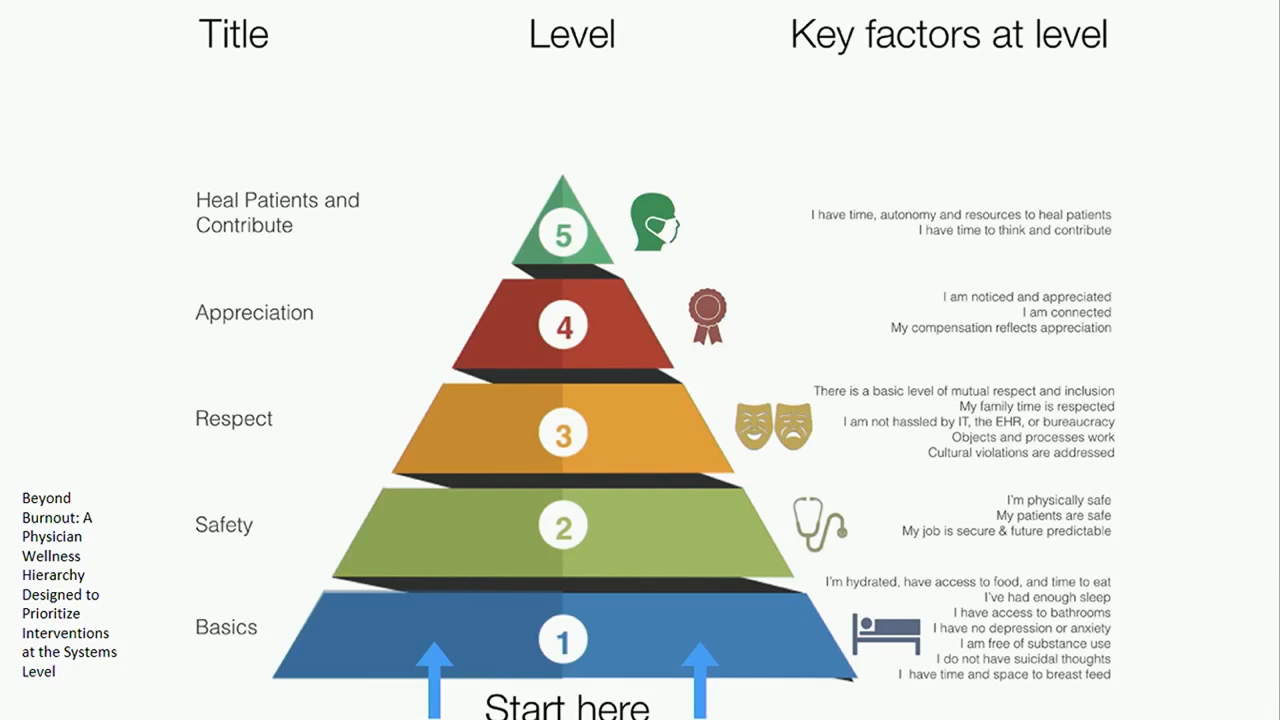 Title
Level
Key factors at level
Heal Patients and
Contribute
5
I have time, autonomy and resources to heal patients
I have time to think and contribute
Appreciation
4
I am noticed and appreciated
I am connected
My compensation reflects appreciation
Respect
3
There is a basic level of mutual respect and inclusion
My family time is respected
I am not hassled by IT, the EHR, or bureaucracy
Objects and processes work
Cultural violations are addressed
Safety
2
I'm physically safe
My patients are safe
My job is secure & future predictable
Basics
1
I'm hydrated, have access to food, and time to eat
I've had enough sleep
I have access to bathrooms
I have no depression or anxiety
I am free of substance use
I do not have suicidal thoughts
I have time and space to breast feed
Start here
Beyond
Burnout: A
Physician
Wellness
Hierarchy
Designed to
Prioritize
Interventions
at the Systems
Level